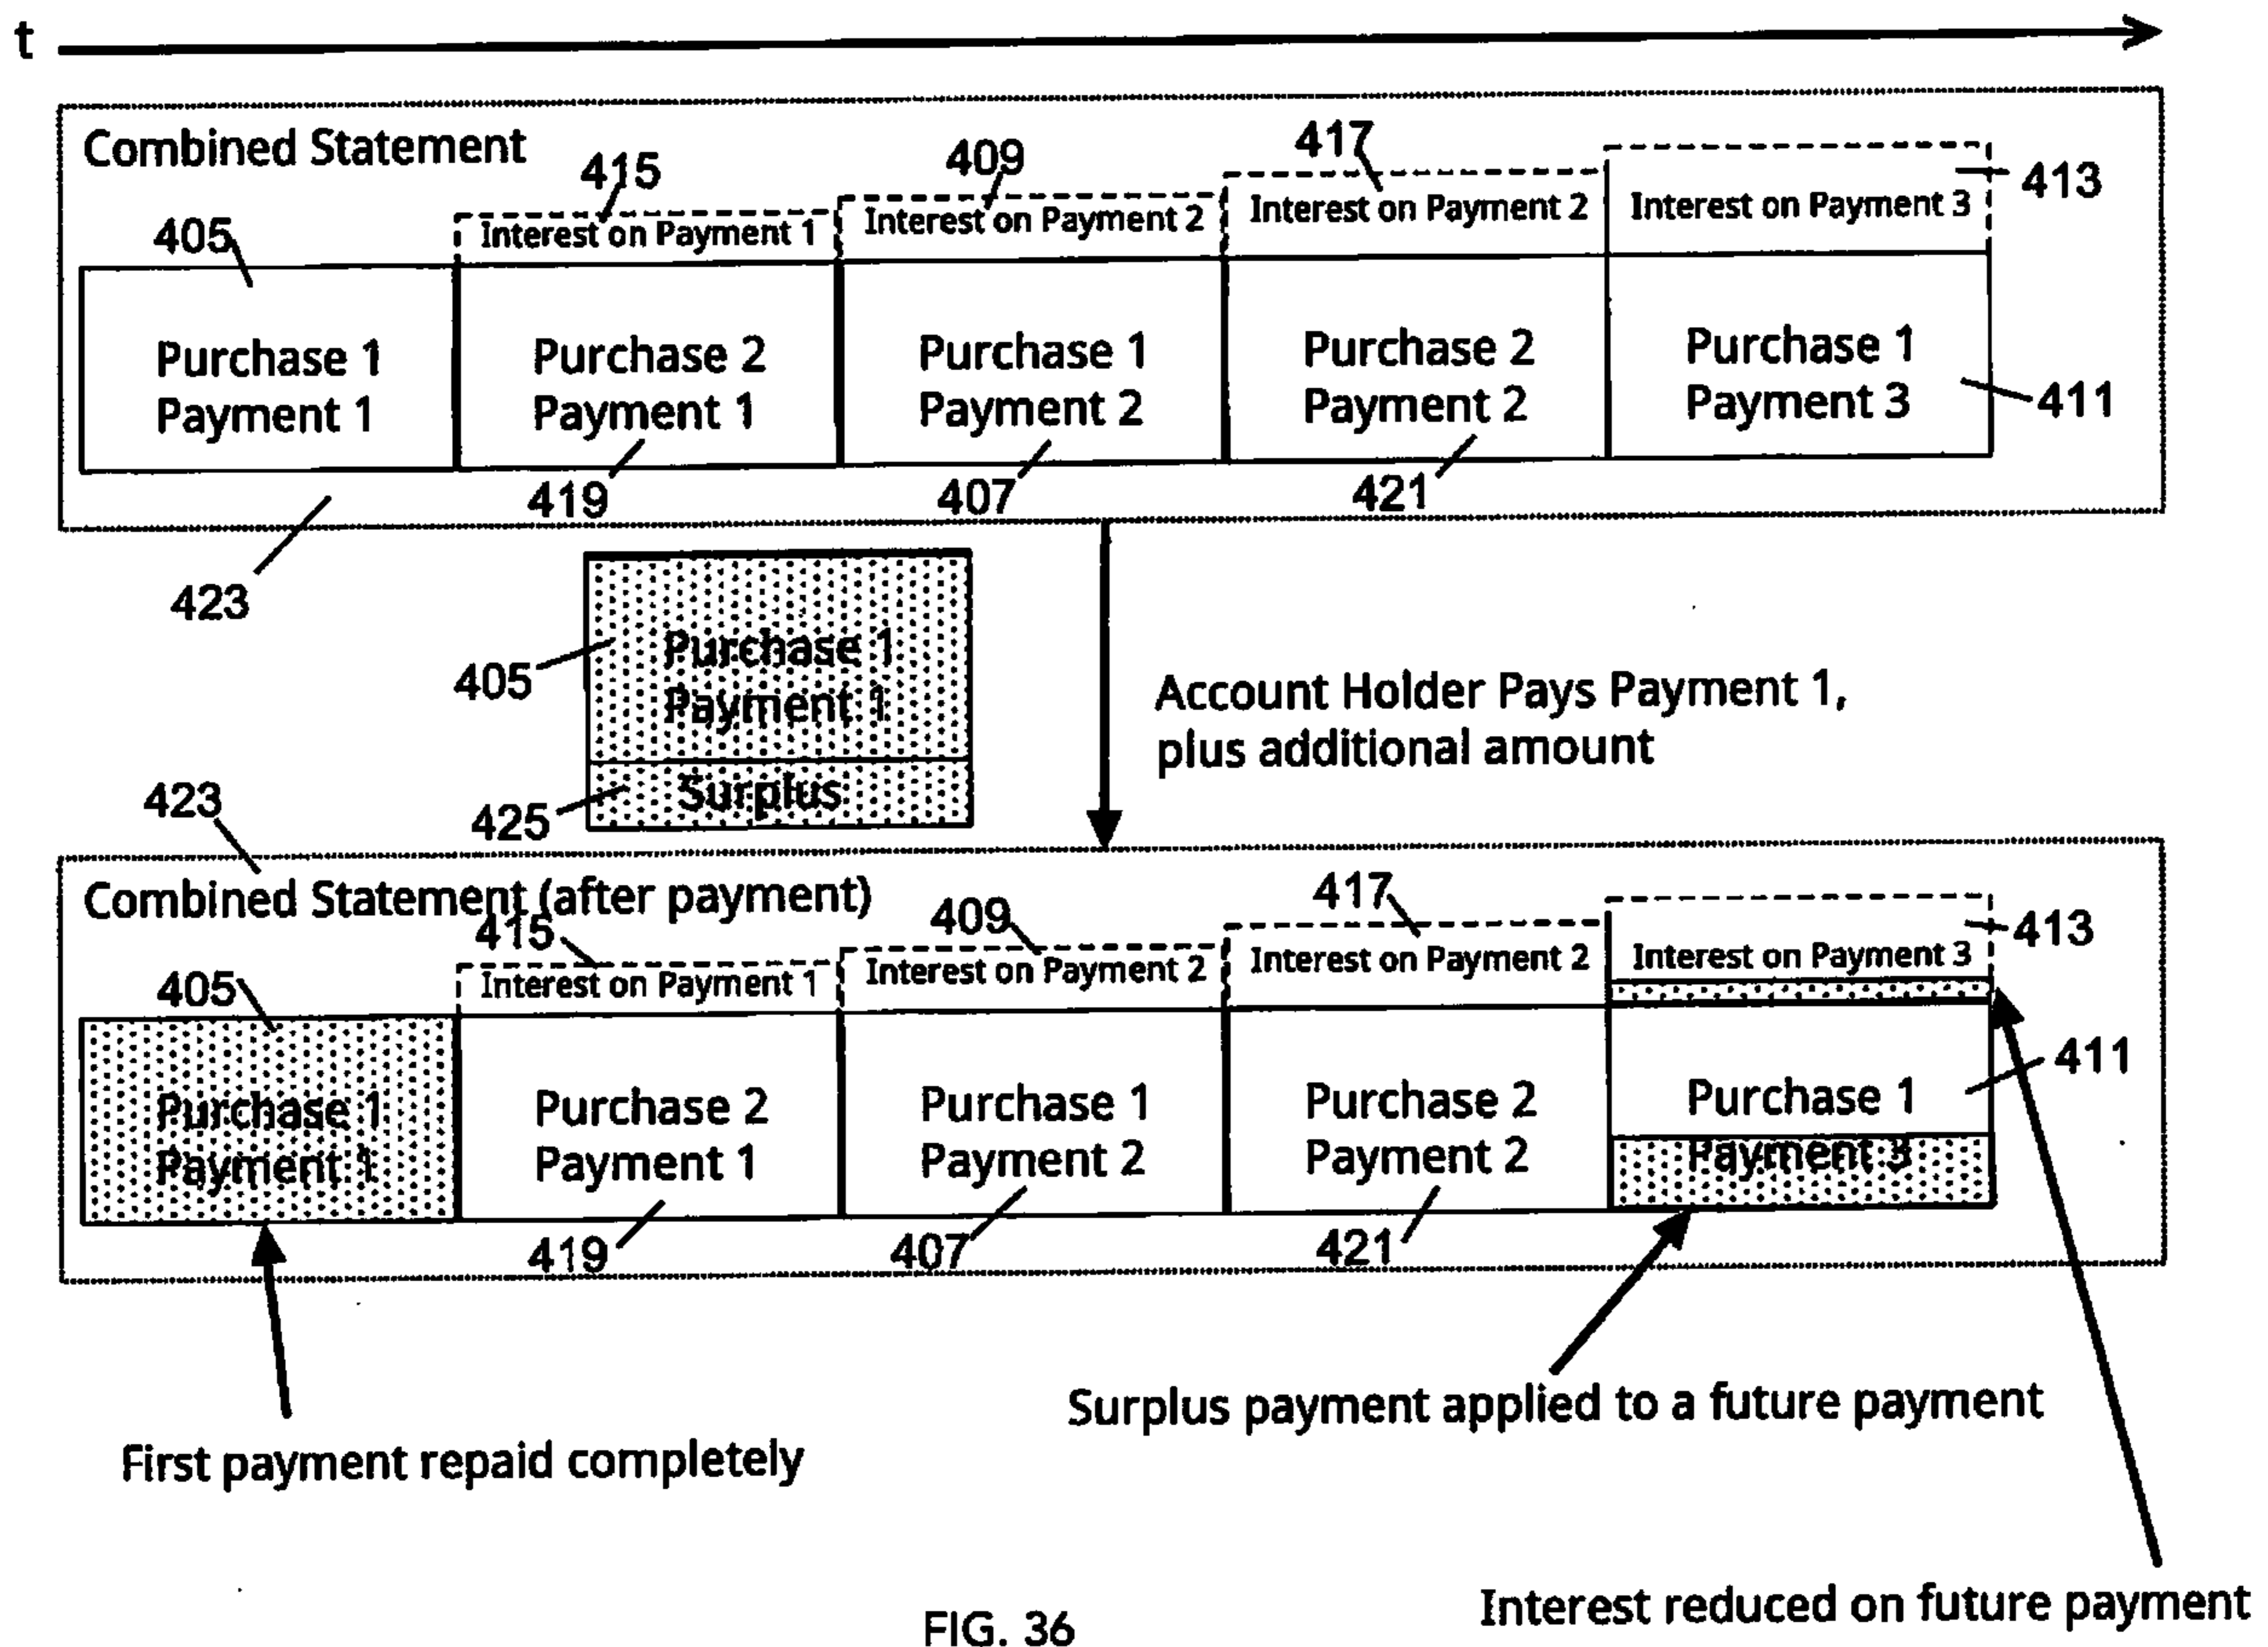 t
Combined Statement
415
409
417
413
405
Interest on Payment 1
Interest on Payment 2
Interest on Payment 2
Interest on Payment 3
Purchase 1
Payment 1
Purchase 2
Payment 1
Purchase 1
Payment 2
Purchase 2
Payment 2
Purchase 1
Payment 3
411
419
407
421
423
405
Purchase 1
Payment 1
Surplus
425
Account Holder Pays Payment 1,
plus additional amount
423
Combined Statement (after payment)
415
409
417
413
405
Interest on Payment 1
Interest on Payment 2
Interest on Payment 2
Interest on Payment 3
Purchase 1
Payment 1
Purchase 2
Payment 1
Purchase 1
Payment 2
Purchase 2
Payment 2
Purchase 1
Payment 3
411
419
407
421
First payment repaid completely
Surplus payment applied to a future payment
Interest reduced on future payment
FIG. 36